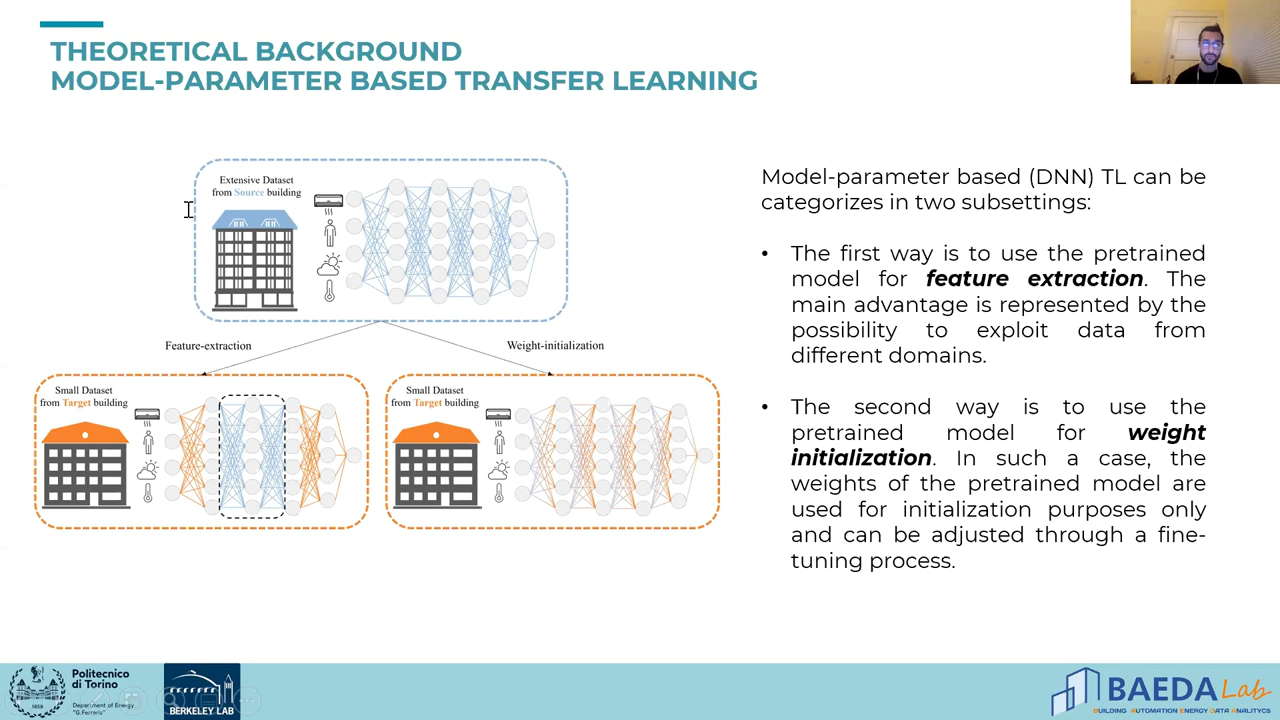 THEORETICAL BACKGROUND
MODEL-PARAMETER BASED TRANSFER LEARNING
Extensive Dataset
from Source building
Feature-extraction
Weight-initialization
Small Dataset
from Target building
Small Dataset
from Target building
Model-parameter based (DNN) TL can be
categorizes in two subsettings:
• The first way is to use the pretrained
model for feature extraction. The
main advantage is represented by the
possibility to exploit data from
different domains.
• The second way is to use the
pretrained model for weight
initialization. In such a case, the
weights of the pretrained model are
used for initialization purposes only
and can be adjusted through a fine-
tuning process.
1859
Politecnico
di Torino
Department of Energy
"G.Ferraris"
BERKELEY LAB
BAEDA Lab
BUILDING AUTOMATION ENERGY DATA ANALITYCS